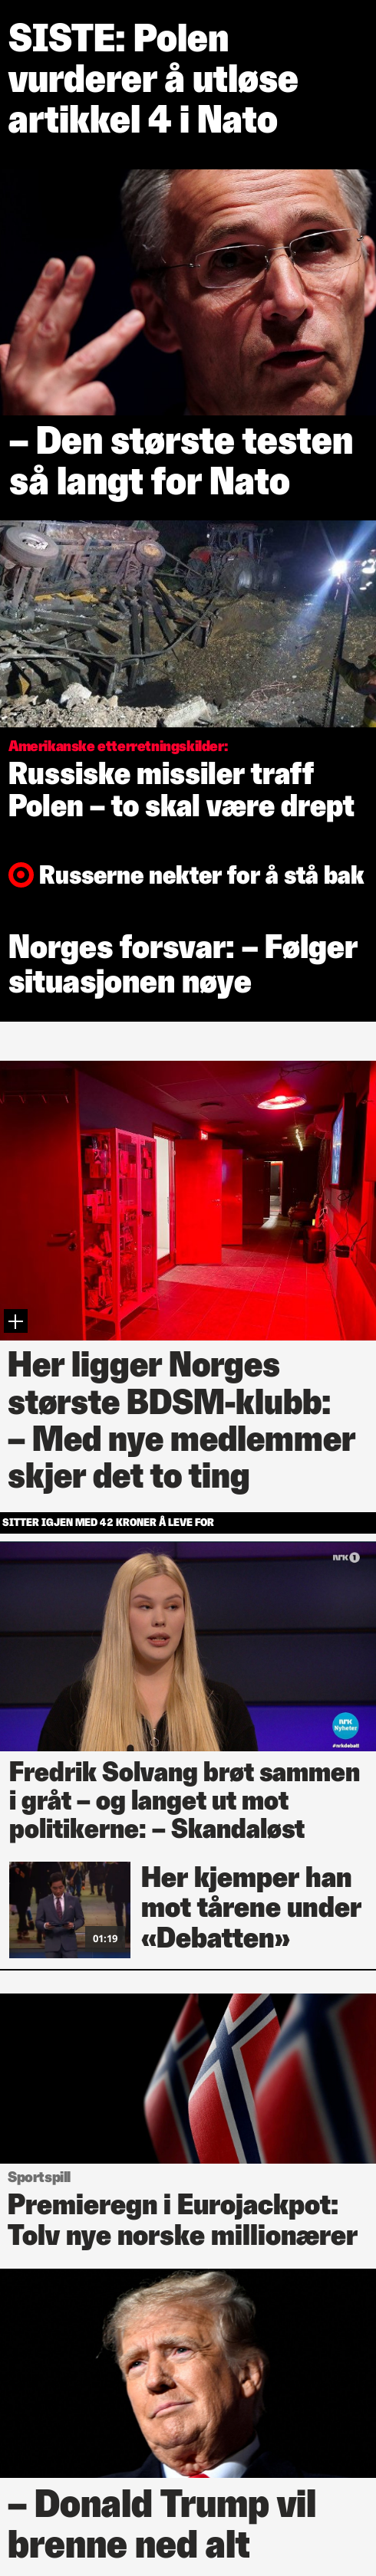 SISTE: Polen
vurderer å utløse
artikkel 4 i Nato
– Den største testen
så langt for Nato
Amerikanske etterretningskilder:
Russiske missiler traff
Polen – to skal være drept
Russerne nekter for å stå bak
Norges forsvar: – Følger
situasjonen nøye
Her ligger Norges
største BDSM-klubb:
– Med nye medlemmer
skjer det to ting
SITTER IGJEN MED 42 KRONER Å LEVE FOR
NRK 1
NRK
Nyheter
#nrkdebatt
Fredrik Solvang brøt sammen
i gråt – og langet ut mot
politikerne: – Skandaløst
01:19
Her kjemper han
mot tårene under
«Debatten»
Sportspill
Premieregn i Eurojackpot:
Tolv nye norske millionærer
– Donald Trump vil
brenne ned alt